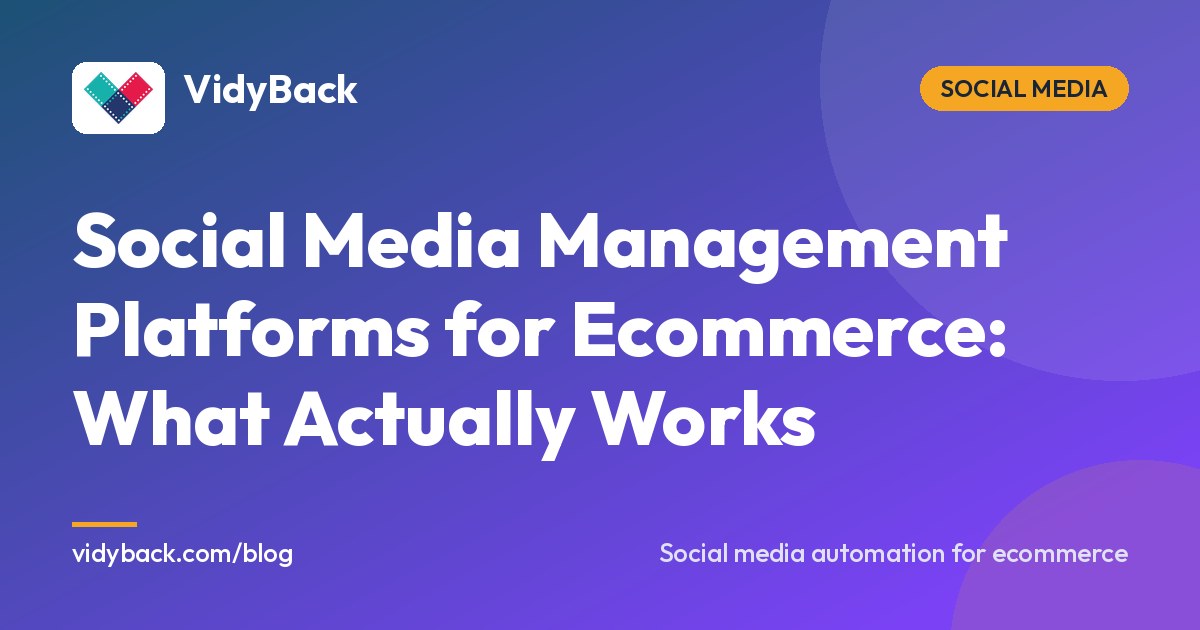 VidyBack
SOCIAL MEDIA
Social Media Management
Platforms for Ecommerce:
What Actually Works
vidyback.com/blog
Social media automation for ecommerce